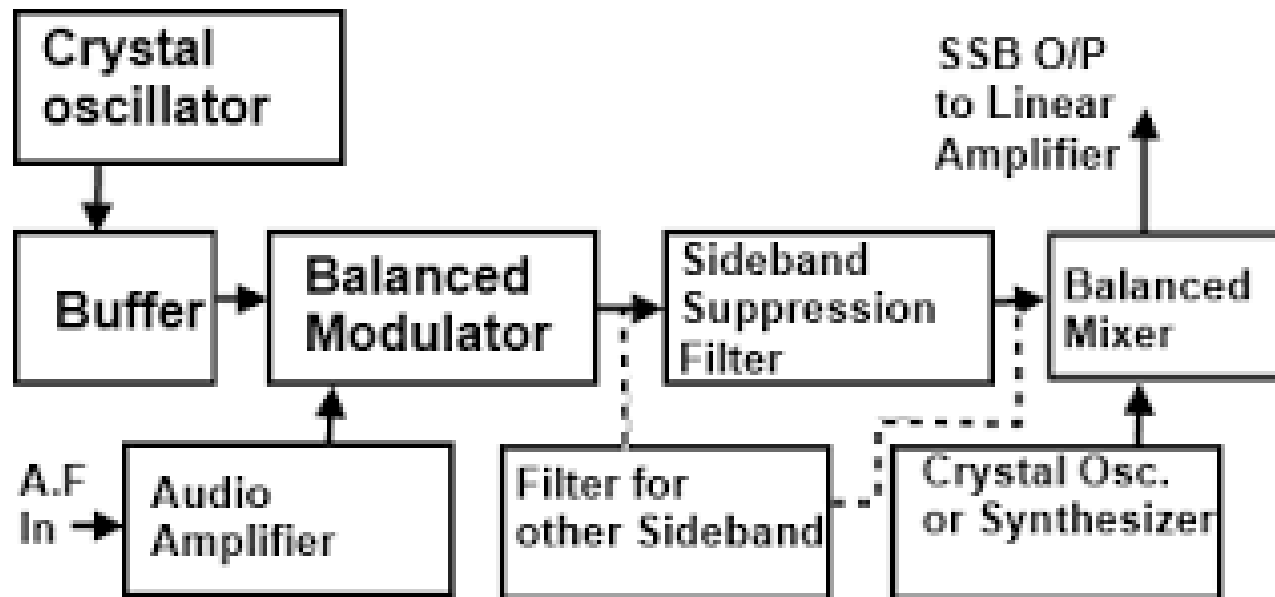 Crystal
oscillator
SSB O/P
to Linear
Amplifier
Buffer
Balanced
Modulator
Sideband
Suppression
Filter
Balanced
Mixer
A.F
In
Audio
Amplifier
Filter for
other Sideband
Crystal Osc.
or Synthesizer